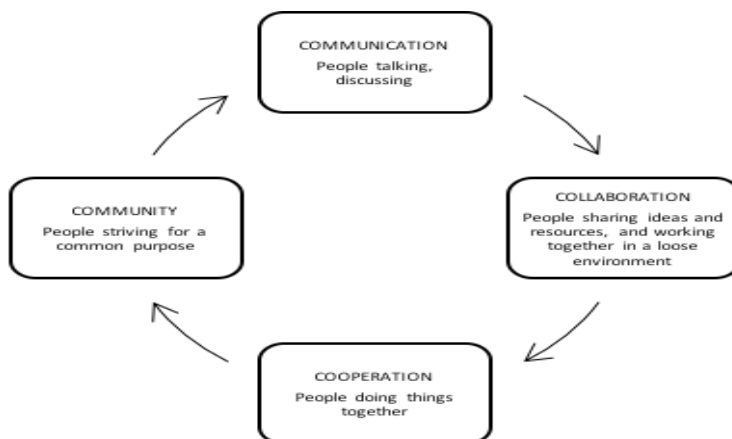 COMMUNICATION
People talking,
discussing
COLLABORATION
People sharing ideas and
resources, and working
together in a loose
environment
COOPERATION
People doing things
together
COMMUNITY
People striving for a
common purpose